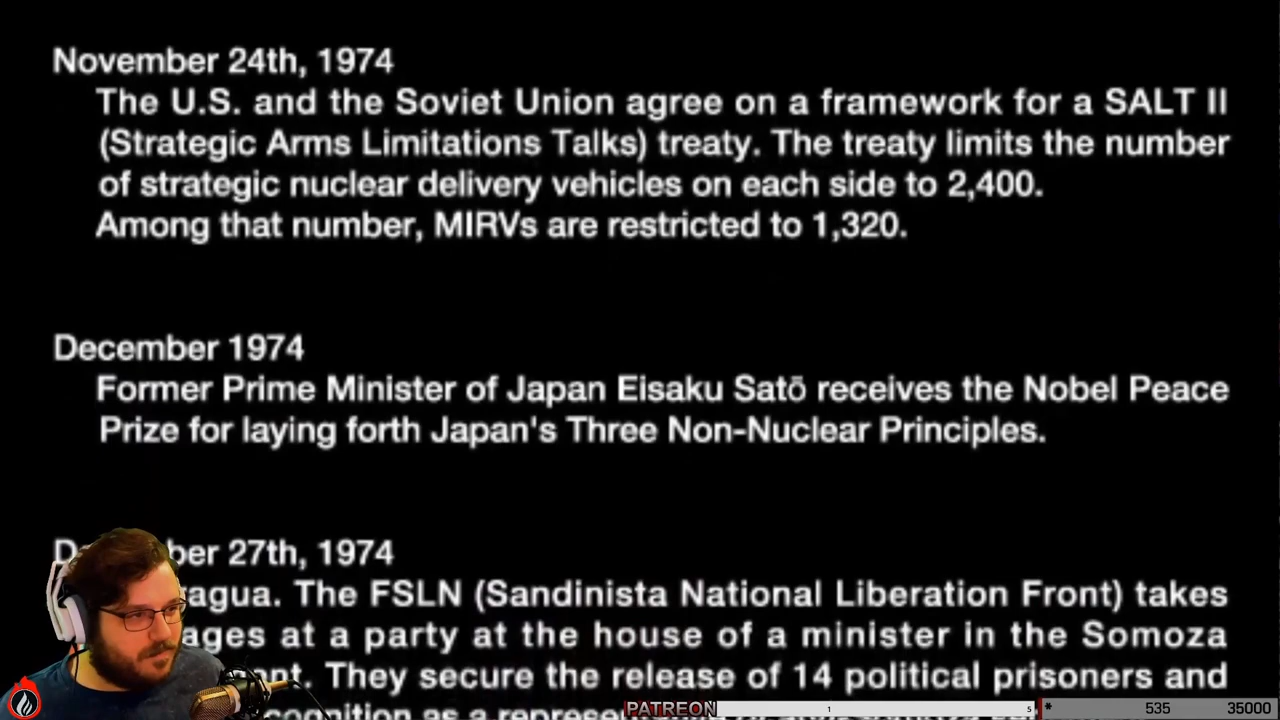 November 24th, 1974
The U.S. and the Soviet Union agree on a framework for a SALT II
(Strategic Arms Limitations Talks) treaty. The treaty limits the number
of strategic nuclear delivery vehicles on each side to 2,400.
Among that number, MIRVs are restricted to 1,320.
December 1974
Former Prime Minister of Japan Eisaku Satō receives the Nobel Peace
Prize for laying forth Japan's Three Non-Nuclear Principles.
27th, 1974
The FSLN (Sandinista National Liberation Front) takes
at a party at the house of a minister in the Somoza
They secure the release of 14 political prisoners and
as a
PATREON 1 5 * 535 35000